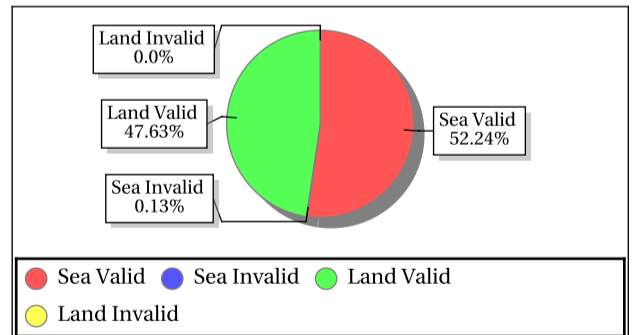 Land Invalid
0.0%
Land Valid
47.63%
Sea Valid
52.24%
Sea Invalid
0.13%
Sea Valid Sea Invalid Land Valid
Land Invalid